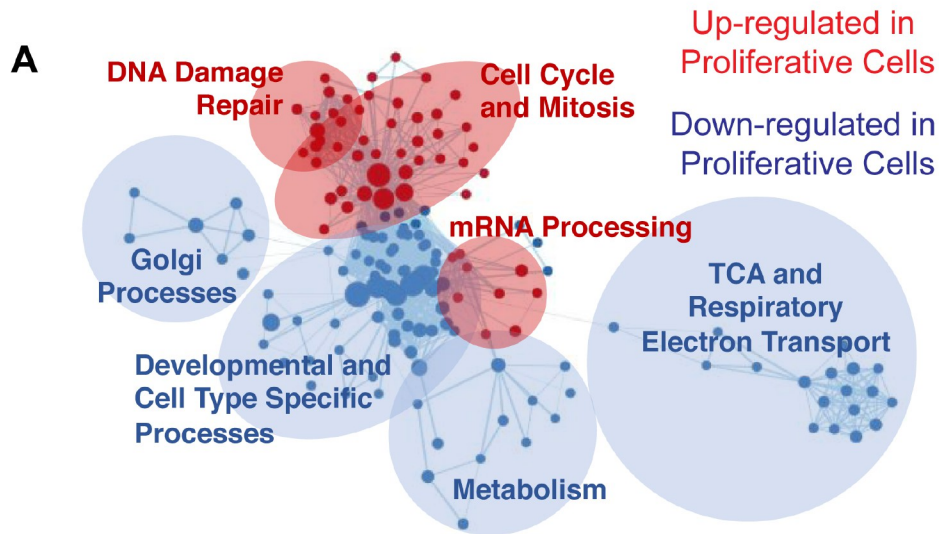 A
Up-regulated in
Proliferative Cells
Down-regulated in
Proliferative Cells
DNA Damage
Repair
Cell Cycle
and Mitosis
mRNA Processing
Golgi
Processes
TCA and
Respiratory
Electron Transport
Developmental and
Cell Type Specific
Processes
Metabolism